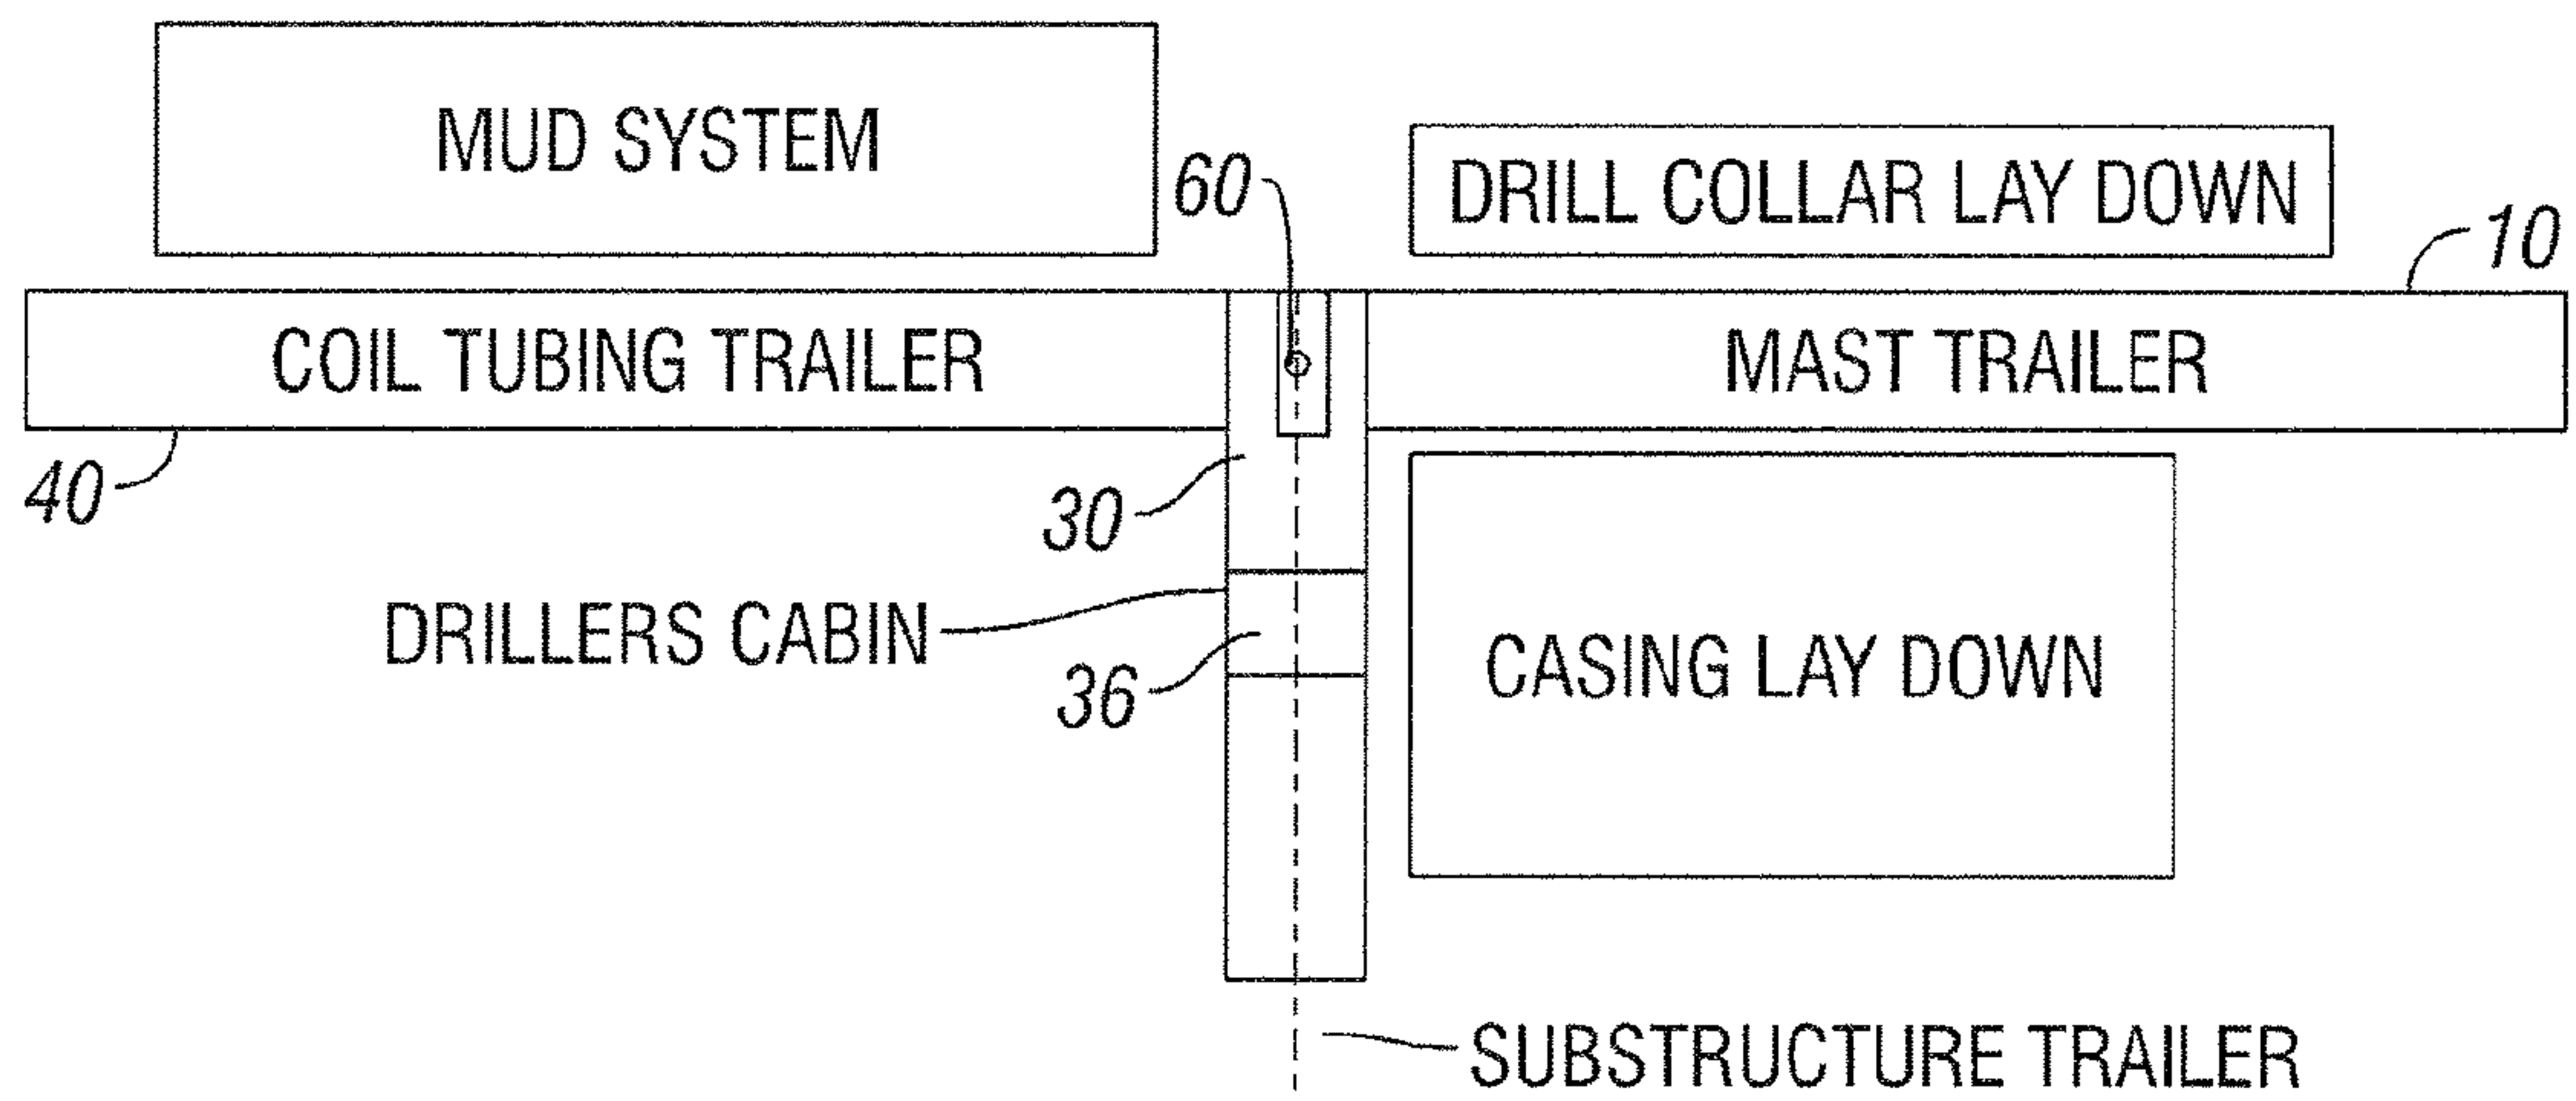 MUD SYSTEM
60
DRILL COLLAR LAY DOWN
10
COIL TUBING TRAILER
MAST TRAILER
40
30
DRILLERS CABIN
36
CASING LAY DOWN
SUBSTRUCTURE TRAILER